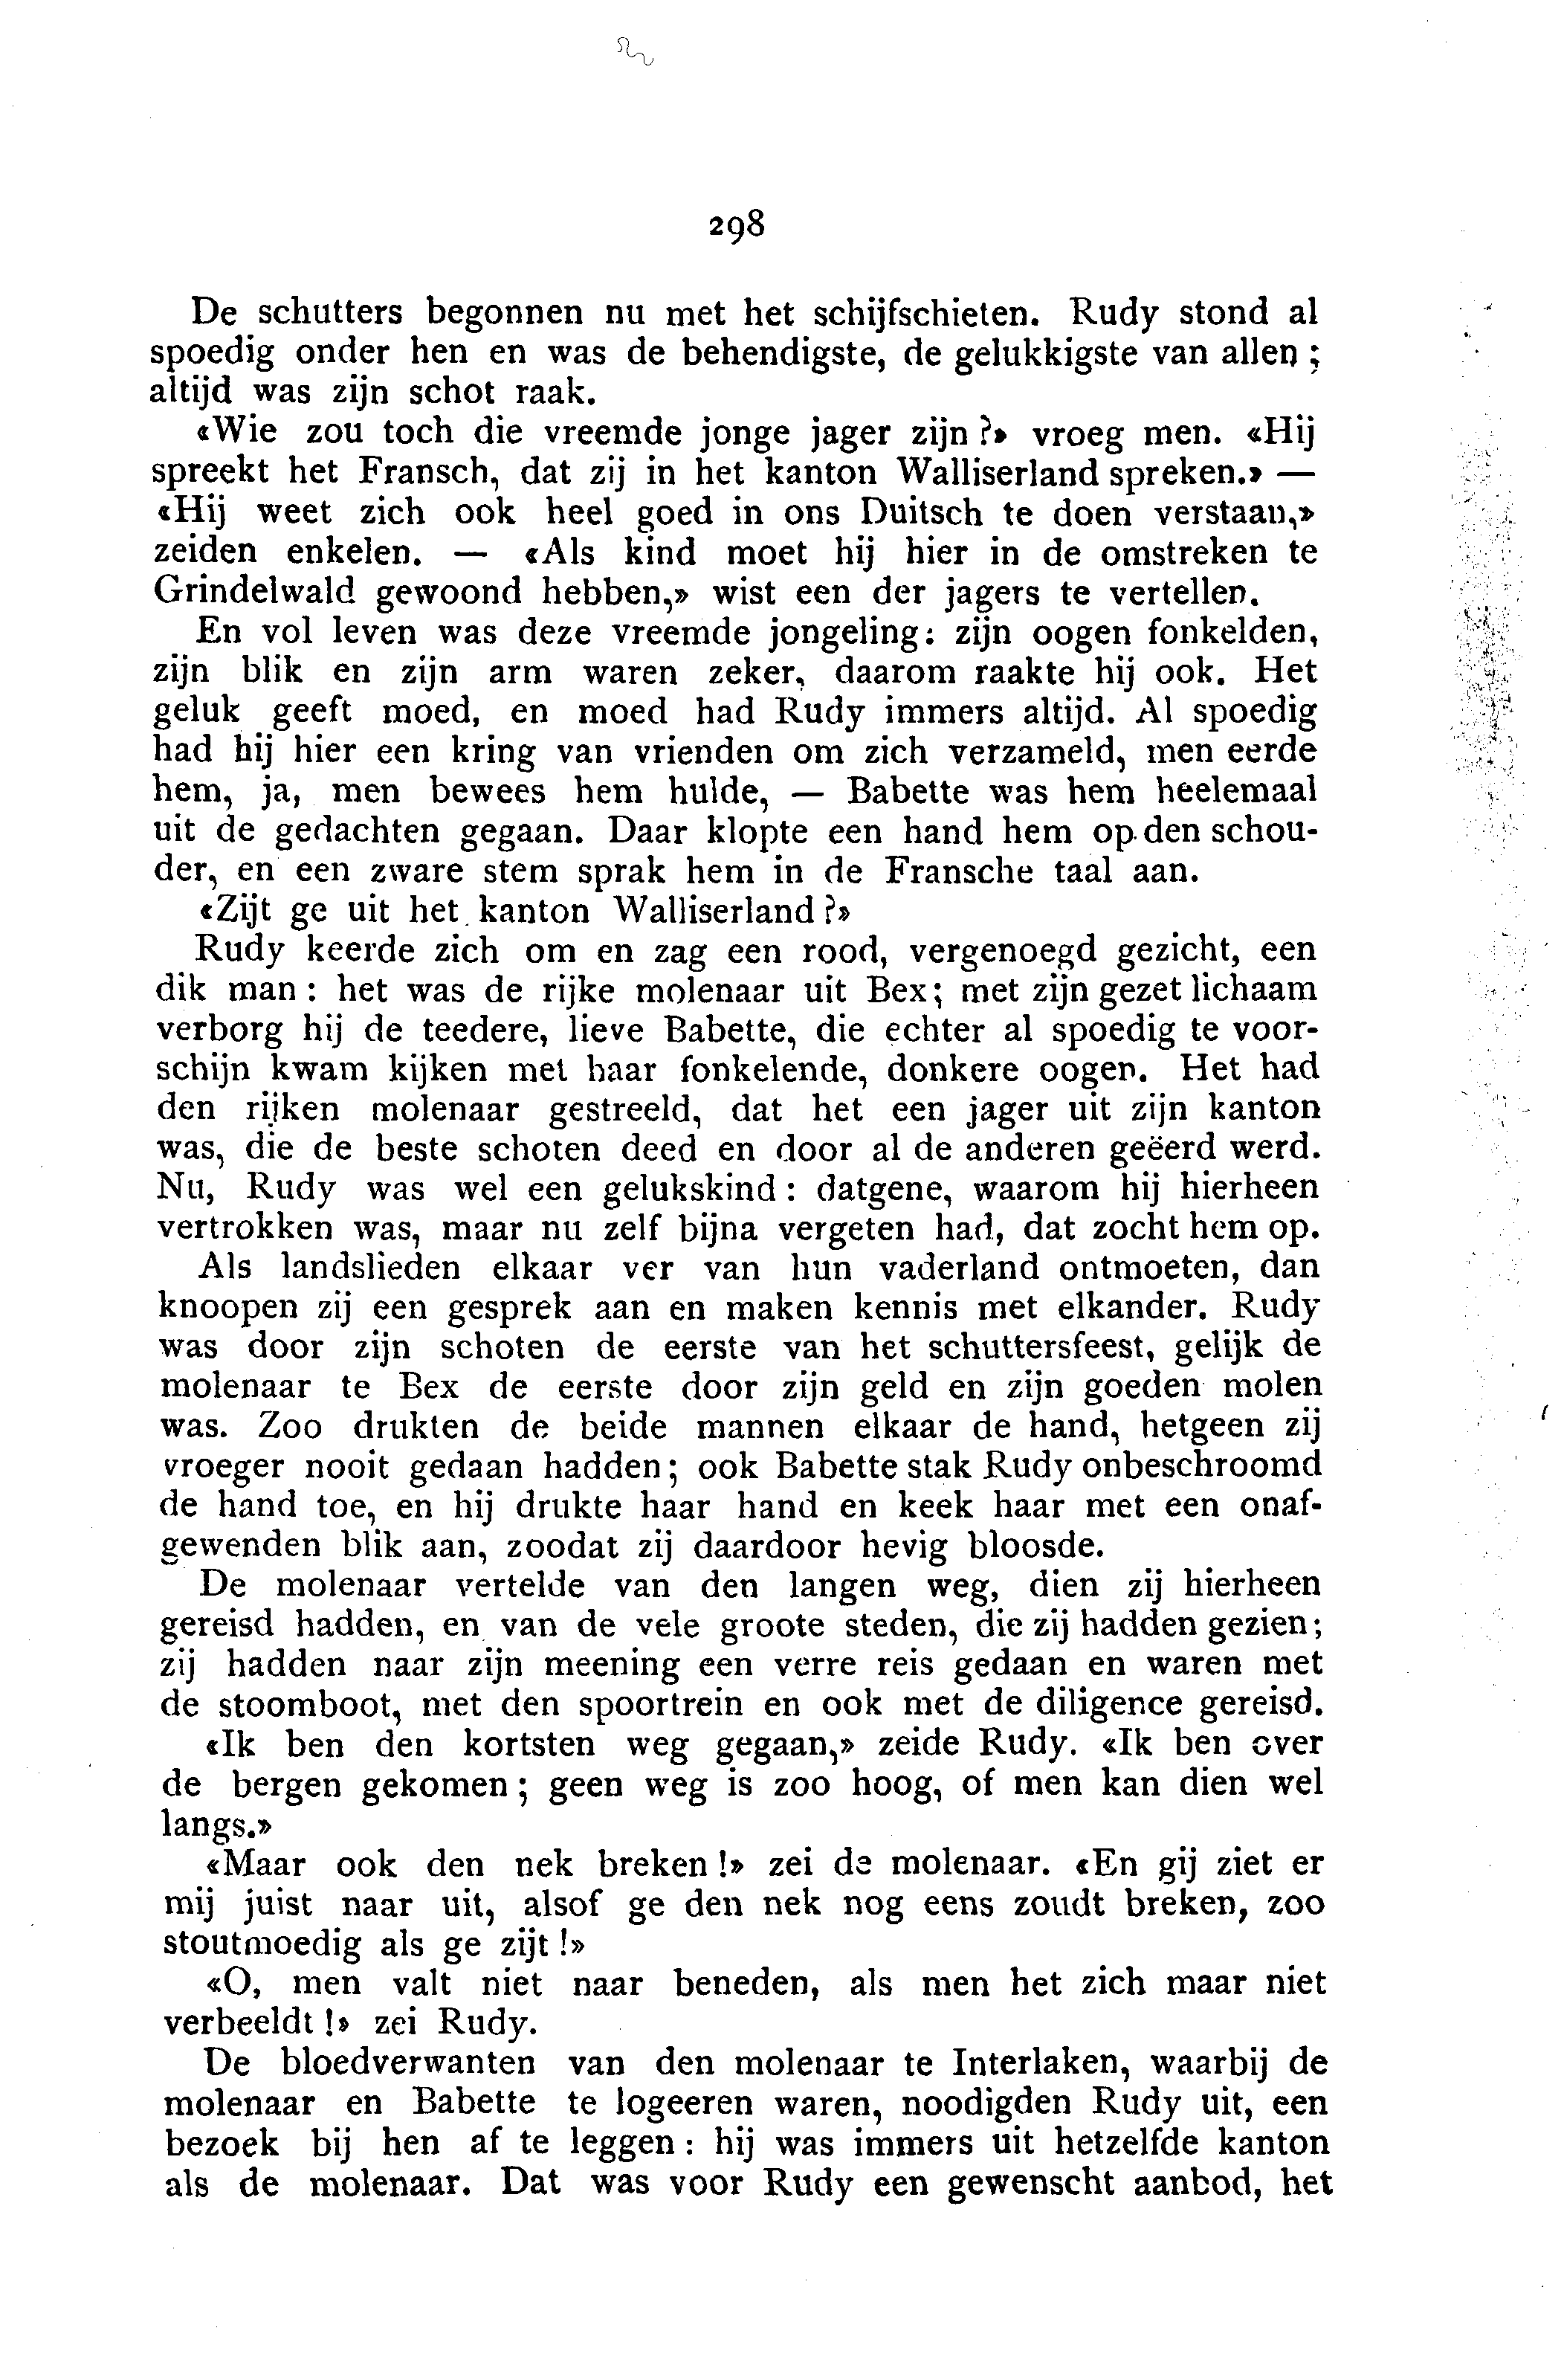 298
De schutters begonnen nu met het schijfschieten. Rudy stond al
spoedig onder hen en was de behendigste, de gelukkigste van allen ;
altijd was zijn schot raak.
«Wie zou toch die vreemde jonge jager zijn ?» vroeg men. «Hij
spreekt het Fransch, dat zij in het kanton Walliserland spreken.» —
«Hij weet zich ook heel goed in ons Duitsch te doen verstaan,»
zeiden enkelen. — «Als kind moet hij hier in de omstreken te
Grindelwald gewoond hebben,» wist een der jagers te vertellen.
En vol leven was deze vreemde jongeling: zijn oogen fonkelden,
zijn blik en zijn arm waren zeker, daarom raakte hij ook. Het
geluk geeft moed, en moed had Rudy immers altijd. Al spoedig
had hij hier een kring van vrienden om zich verzameld, men eerde
hem, ja, men bewees hem hulde, — Babette was hem heelemaal
uit de gedachten gegaan. Daar klopte een hand hem op den schou-
der, en een zware stem sprak hem in de Fransche taal aan.
«Zijt ge uit het kanton Walliserland ?»
Rudy keerde zich om en zag een rood, vergenoegd gezicht, een
dik man : het was de rijke molenaar uit Bex; met zijn gezet lichaam
verborg hij de teedere, lieve Babette, die echter al spoedig te voor-
schijn kwam kijken met haar fonkelende, donkere oogen. Het had
den rijken molenaar gestreeld, dat het een jager uit zijn kanton
was, die de beste schoten deed en door al de anderen geëerd werd.
Nu, Rudy was wel een gelukskind : datgene, waarom hij hierheen
vertrokken was, maar nu zelf bijna vergeten had, dat zocht hem op.
Als landslieden elkaar ver van hun vaderland ontmoeten, dan
knoopen zij een gesprek aan en maken kennis met elkander. Rudy
was door zijn schoten de eerste van het schuttersfeest, gelijk de
molenaar te Bex de eerste door zijn geld en zijn goeden molen
was. Zoo drukten de beide mannen elkaar de hand, hetgeen zij
vroeger nooit gedaan hadden; ook Babette stak Rudy onbeschroomd
de hand toe, en hij drukte haar hand en keek haar met een onaf-
gewenden blik aan, zoodat zij daardoor hevig bloosde.
De molenaar vertelde van den langen weg, dien zij hierheen
gereisd hadden, en van de vele groote steden, die zij hadden gezien;
zij hadden naar zijn meening een verre reis gedaan en waren met
de stoomboot, met den spoortrein en ook met de diligence gereisd.
«Ik ben den kortsten weg gegaan,» zeide Rudy. «Ik ben over
de bergen gekomen ; geen weg is zoo hoog, of men kan dien wel
langs.»
«Maar ook den nek breken !» zei de molenaar. «En gij ziet er
mij juist naar uit, alsof ge den nek nog eens zoudt breken, zoo
stoutmoedig als ge zijt !»
«O, men valt niet naar beneden, als men het zich maar niet
verbeeldt !» zei Rudy.
De bloedverwanten van den molenaar te Interlaken, waarbij de
molenaar en Babette te logeeren waren, noodigden Rudy uit, een
bezoek bij hen af te leggen : hij was immers uit hetzelfde kanton
als de molenaar. Dat was voor Rudy een gewenscht aanbod, het